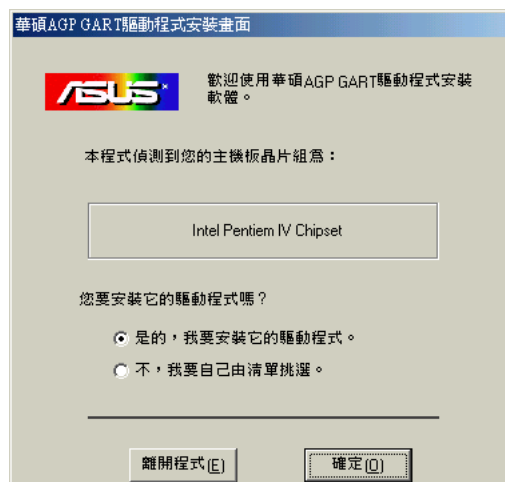 華碩AGP GART驅動程式安裝畫面
ASUS
歡迎使用華碩AGP GART驅動程式安裝
軟體。
本程式偵測到您的主機板晶片組為：
Intel Pentiem IV Chipset
您要安裝它的驅動程式嗎？
是的，我要安裝它的驅動程式。
不，我要自己由清單挑選。
離開程式(E)
確定(O)